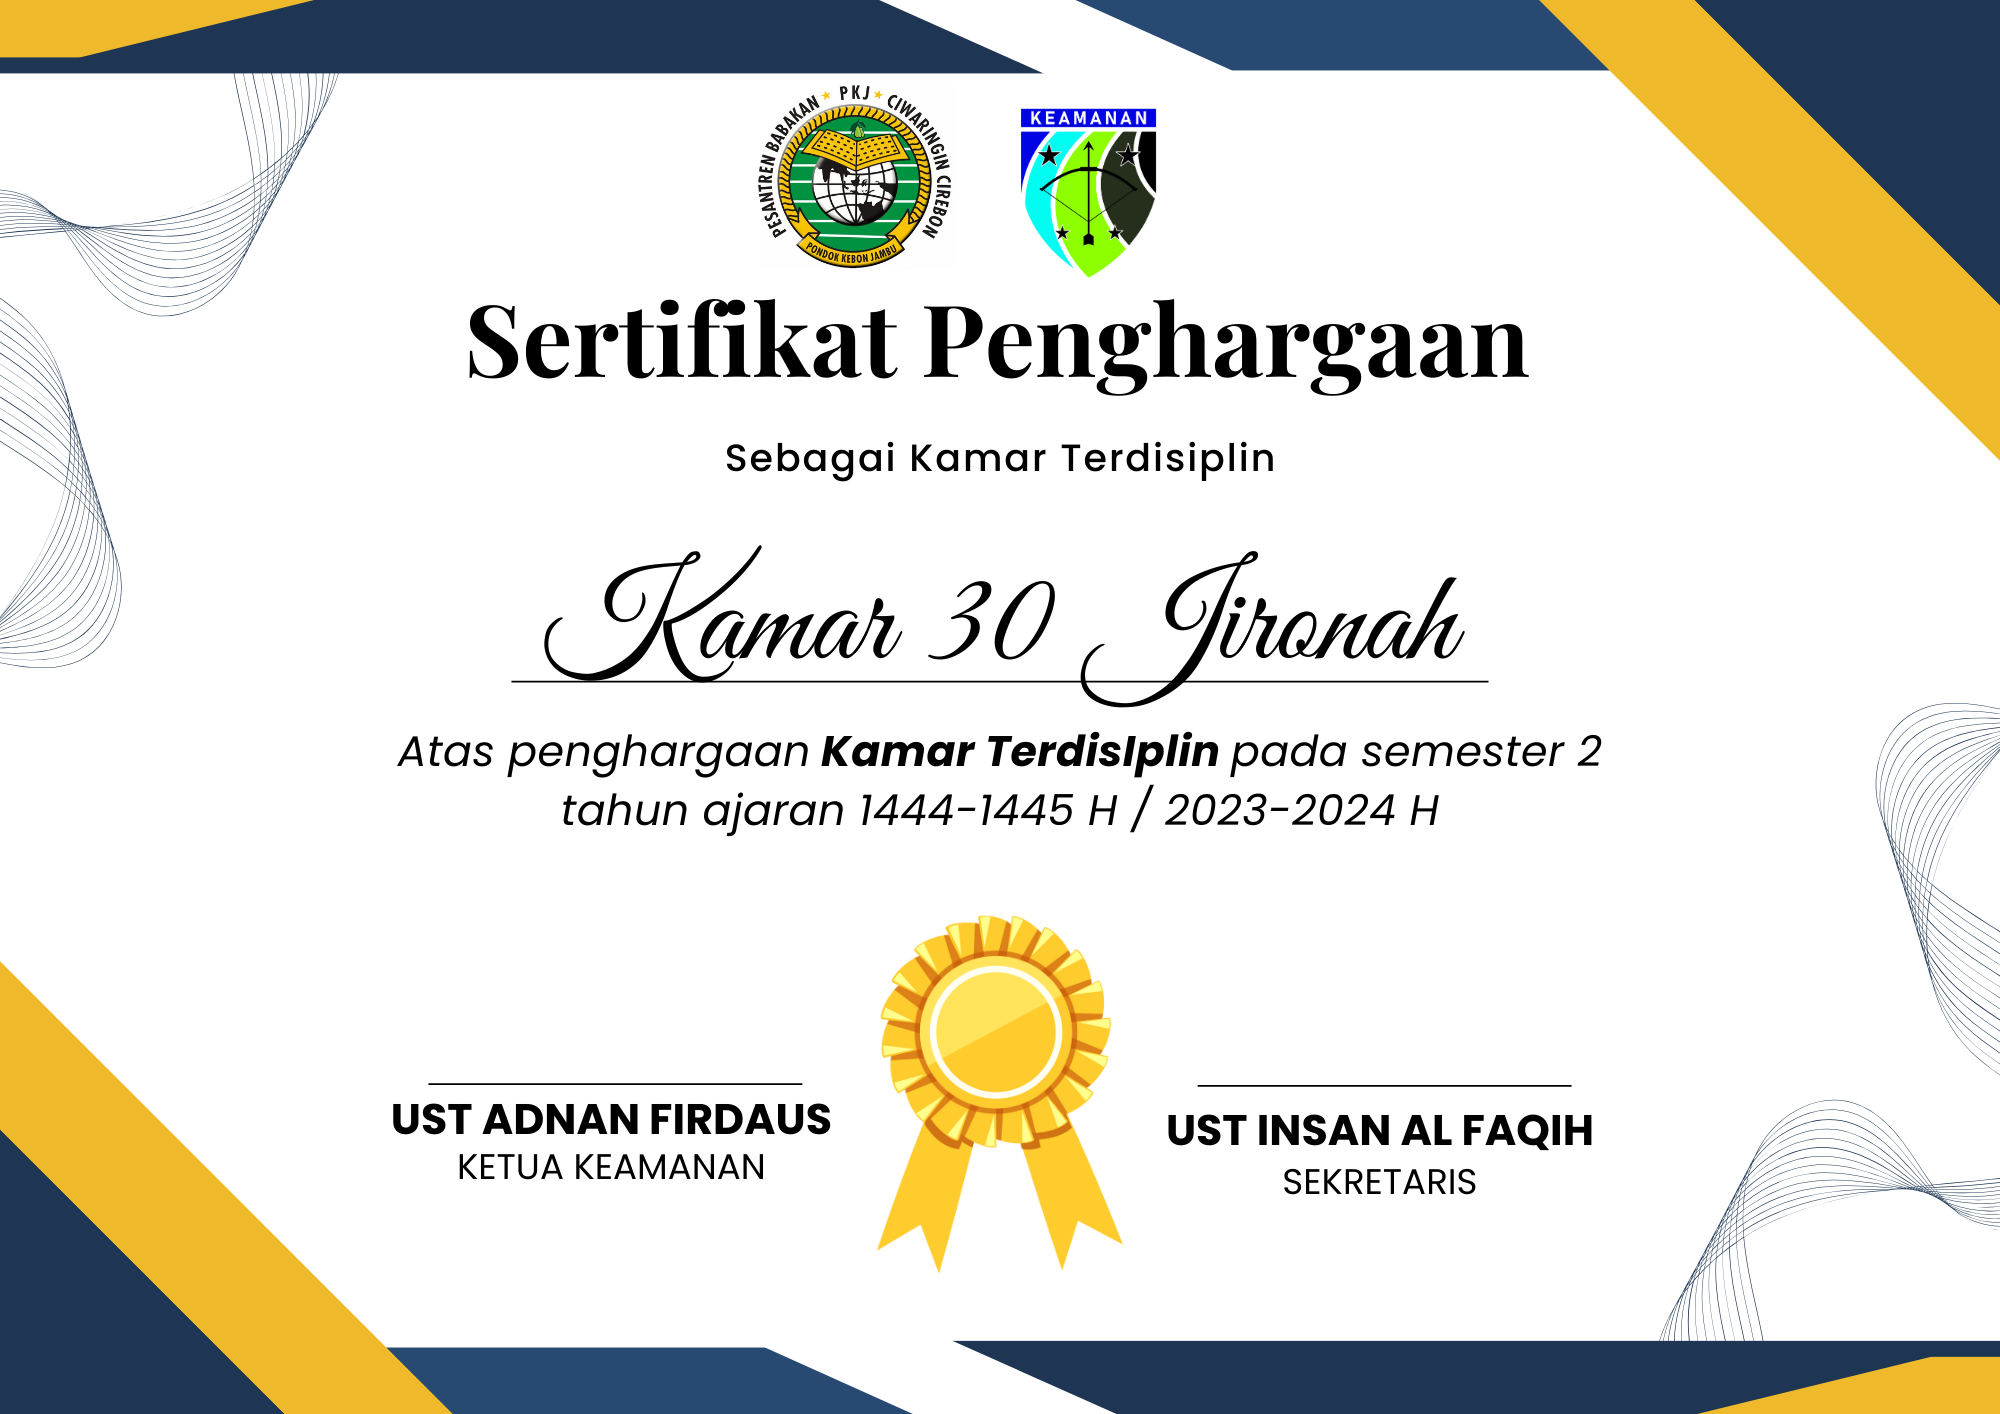 PESANTREN BABAKAN ★ PKJ ★ CIWARINGIN CIREBON
PONDOK KEBON JAMBU
KEAMANAN
Sertifikat Penghargaan
Sebagai Kamar Terdisiplin
Kamar 30 Jironah
Atas penghargaan Kamar TerdisIplin pada semester 2
tahun ajaran 1444-1445 H / 2023-2024 H
UST ADNAN FIRDAUS
KETUA KEAMANAN
UST INSAN AL FAQIH
SEKRETARIS